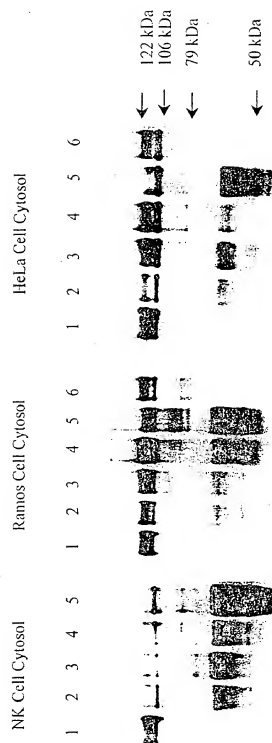 NK Cell Cytosol
1 2 3 4 5
Ramos Cell Cytosol
1 2 3 4 5 6
HeLa Cell Cytosol
1 2 3 4 5 6
122 kDa
106 kDa
79 kDa
50 kDa